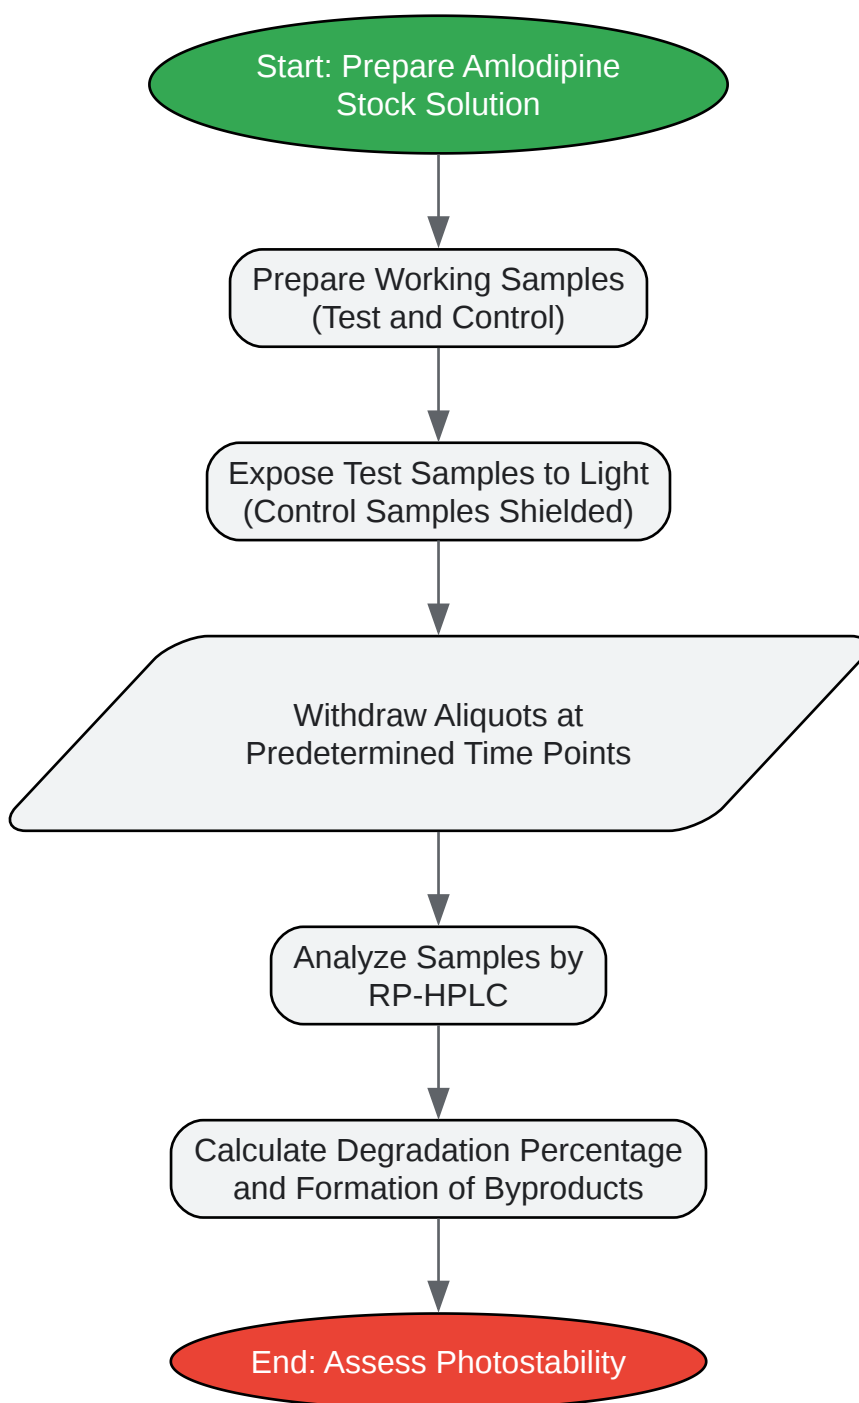 Start: Prepare Amlodipine
Stock Solution
Prepare Working Samples
(Test and Control)
Expose Test Samples to Light
(Control Samples Shielded)
Withdraw Aliquots at
Predetermined Time Points
Analyze Samples by
RP-HPLC
Calculate Degradation Percentage
and Formation of Byproducts
End: Assess Photostability